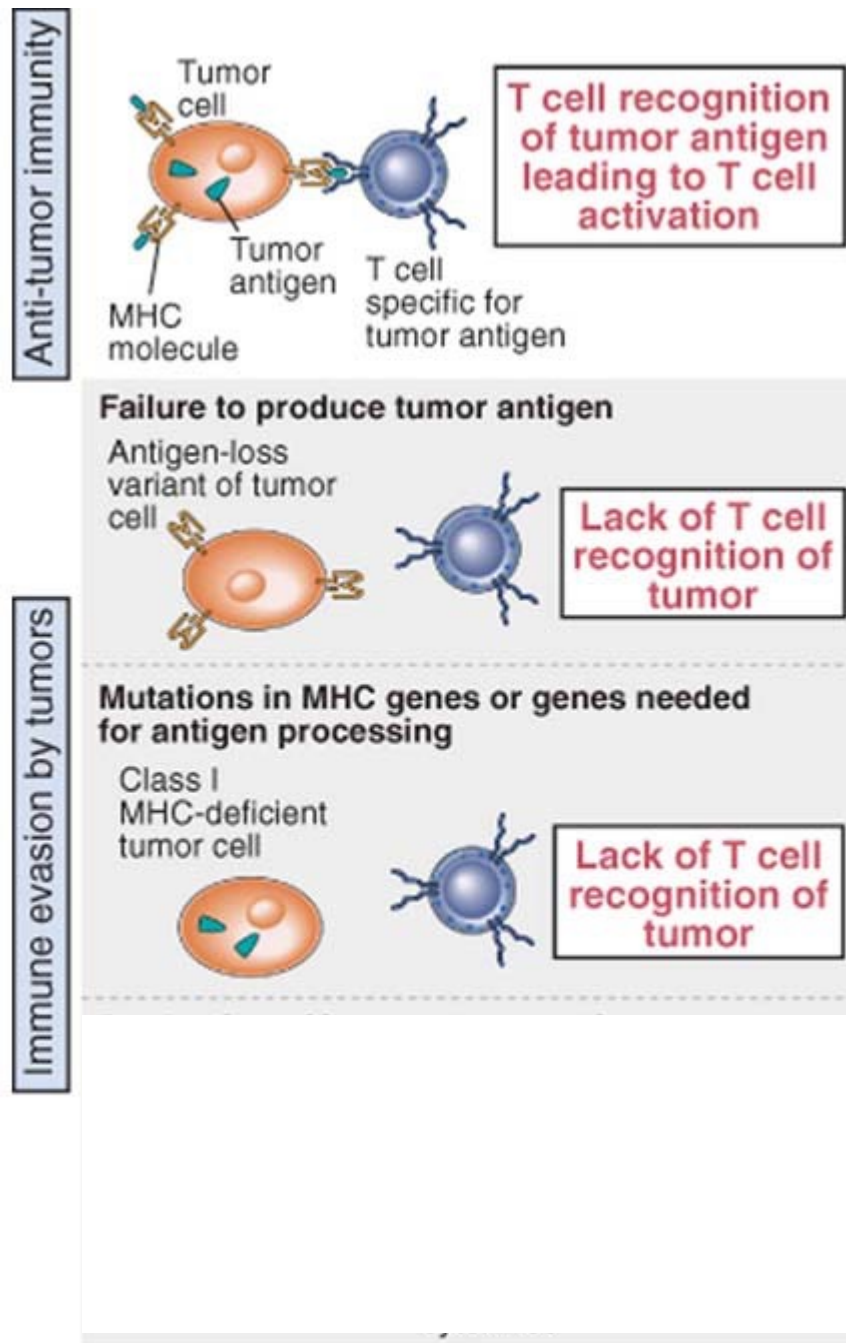 Anti-tumor immunity
Tumor
cell
T cell recognition
of tumor antigen
leading to T cell
activation
Tumor
antigen
T cell
specific for
tumor antigen
MHC
molecule
Immune evasion by tumors
Failure to produce tumor antigen
Antigen-loss
variant of tumor
cell
Lack of T cell
recognition of
tumor
Mutations in MHC genes or genes needed
for antigen processing
Class I
MHC-deficient
tumor cell
Lack of T cell
recognition of
tumor